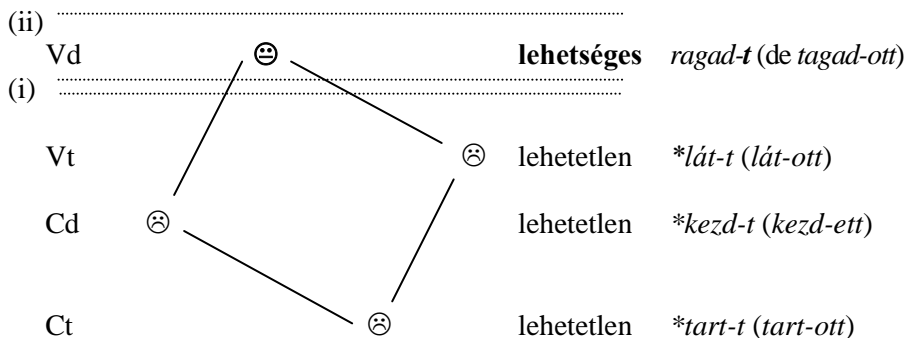 (ii)
Vd 😐 lehetséges ragad-t (de tagad-ott)
(i)
Vt ☹ lehetetlen *lát-t (lát-ott)
Cd ☹ lehetetlen *kezd-t (kezd-ett)
Ct ☹ lehetetlen *tart-t (tart-ott)